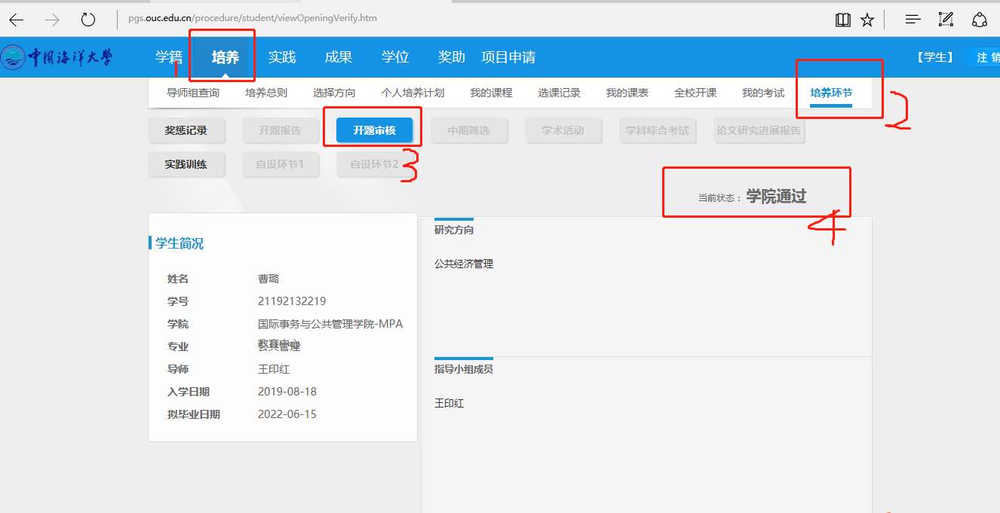 pgs.ouc.edu.cn/procedure/student/viewOpeningVerify.htm
中国海洋大学 学籍 培养 实践 成果 学位 奖助 项目申请 【学生】 注 销
1
导师组查询 培养总则 选择方向 个人培养计划 我的课程 选课记录 我的课表 全校开课 我的考试 培养环节
2
奖惩记录 开题报告 开题审核 中期筛选 学术活动 学科综合考试 论文研究进展报告
实践训练 自设环节1 自设环节2
3
当前状态： 学院通过
4
学生简况
姓名 曹璐
学号 21192132219
学院 国际事务与公共管理学院-MPA
教育中心
专业 公共管理
导师 王印红
入学日期 2019-08-18
拟毕业日期 2022-06-15
研究方向
公共经济管理
指导小组成员
王印红